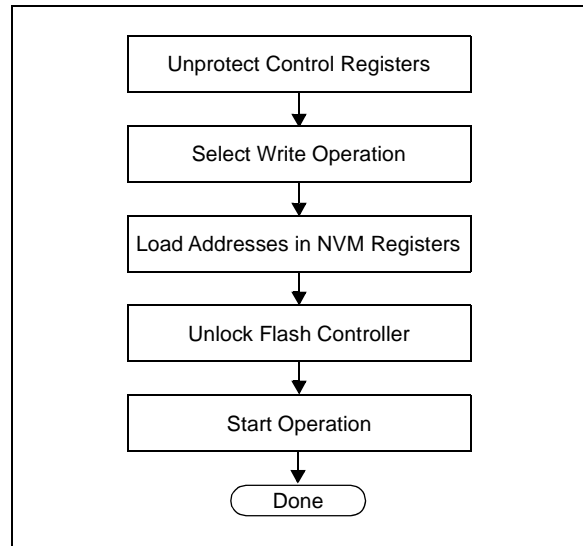 Unprotect Control Registers
Select Write Operation
Load Addresses in NVM Registers
Unlock Flash Controller
Start Operation
Done